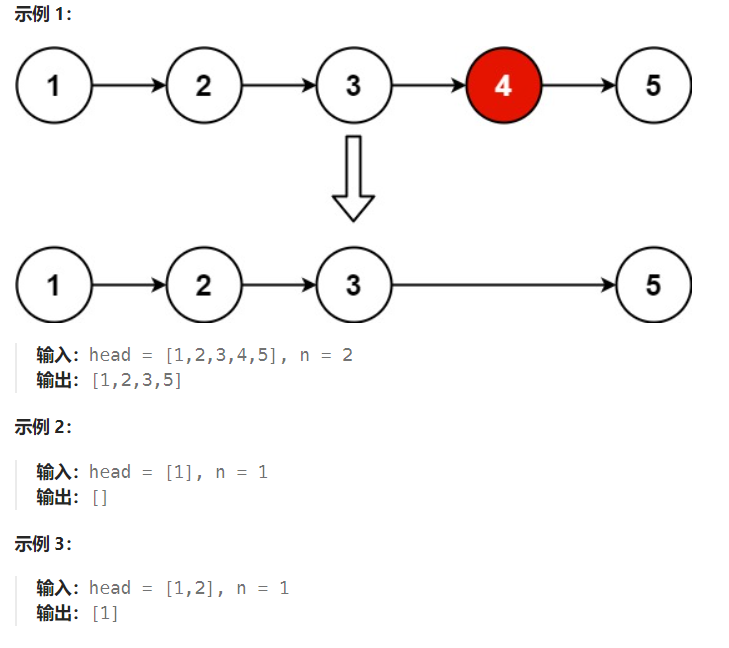 示例 1：
1 2 3 4 5
1 2 3 5
输入：head = [1,2,3,4,5], n = 2
输出：[1,2,3,5]
示例 2：
输入：head = [1], n = 1
输出：[]
示例 3：
输入：head = [1,2], n = 1
输出：[1]